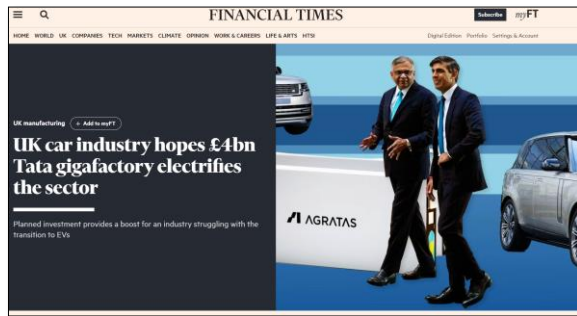 FINANCIAL TIMES
Subscribe
myFT
HOME WORLD UK COMPANIES TECH MARKETS CLIMATE OPINION WORK & CAREERS LIFE & ARTS HTSI
Digital Edition Portfolio Settings & Account
UK manufacturing + Add to myFT
UK car industry hopes £4bn
Tata gigafactory electrifies
the sector
Planned investment provides a boost for an industry struggling with the
transition to EVs
AGRATAS